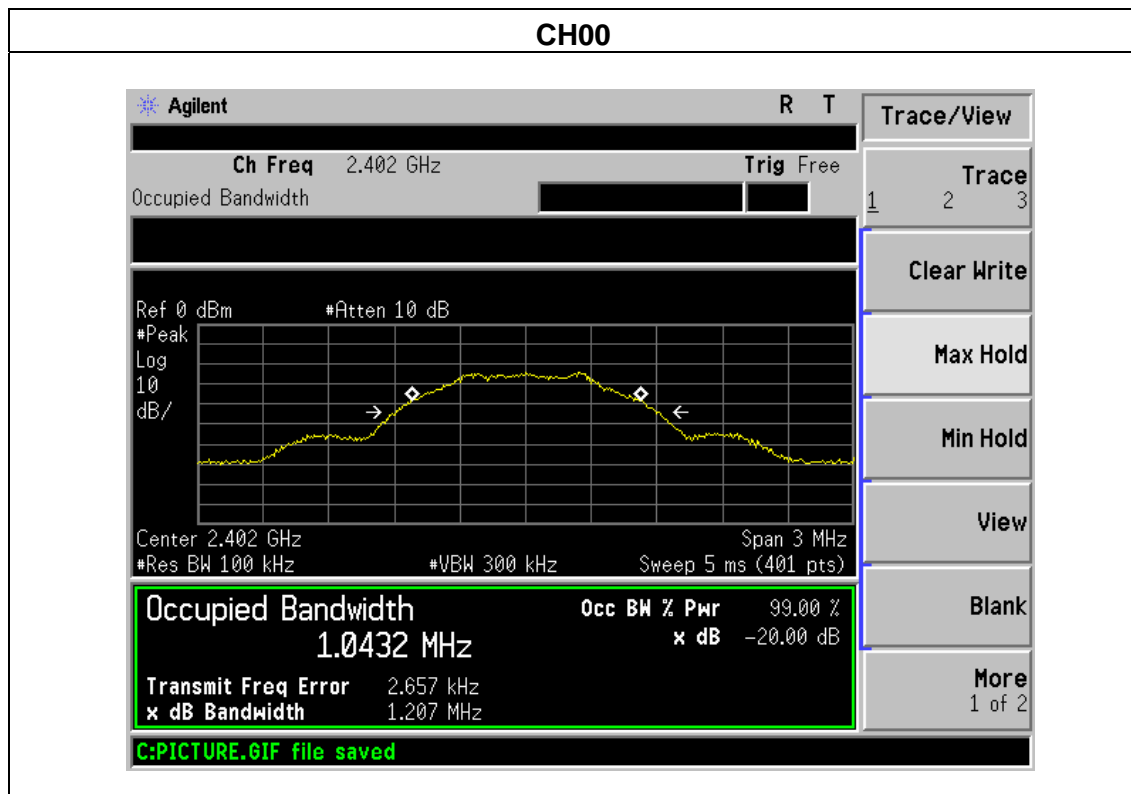 CH00
Agilent R T
Trace/View
Ch Freq 2.402 GHz Trig Free
Occupied Bandwidth
Trace
1 2 3
Clear Write
Max Hold
Min Hold
View
Blank
More
1 of 2
Ref 0 dBm #Atten 10 dB
#Peak
Log
10
dB/
Center 2.402 GHz Span 3 MHz
#Res BW 100 kHz #VBW 300 kHz Sweep 5 ms (401 pts)
Occupied Bandwidth Occ BW % Pwr 99.00 %
1.0432 MHz x dB -20.00 dB
Transmit Freq Error 2.657 kHz
x dB Bandwidth 1.207 MHz
C:PICTURE.GIF file saved